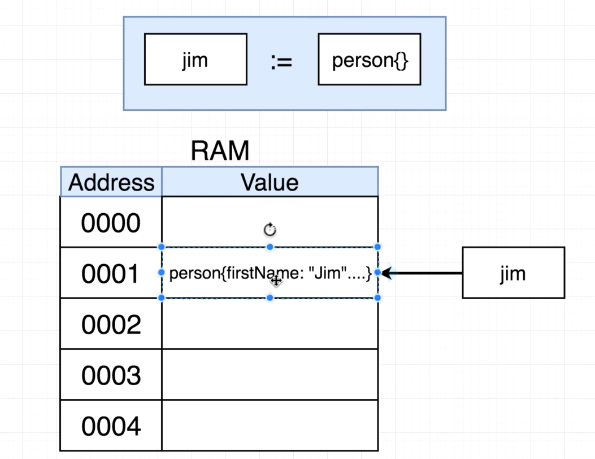 jim := person{}
RAM
Address Value
0000
0001 person{firstName: "Jim"....} jim
0002
0003
0004